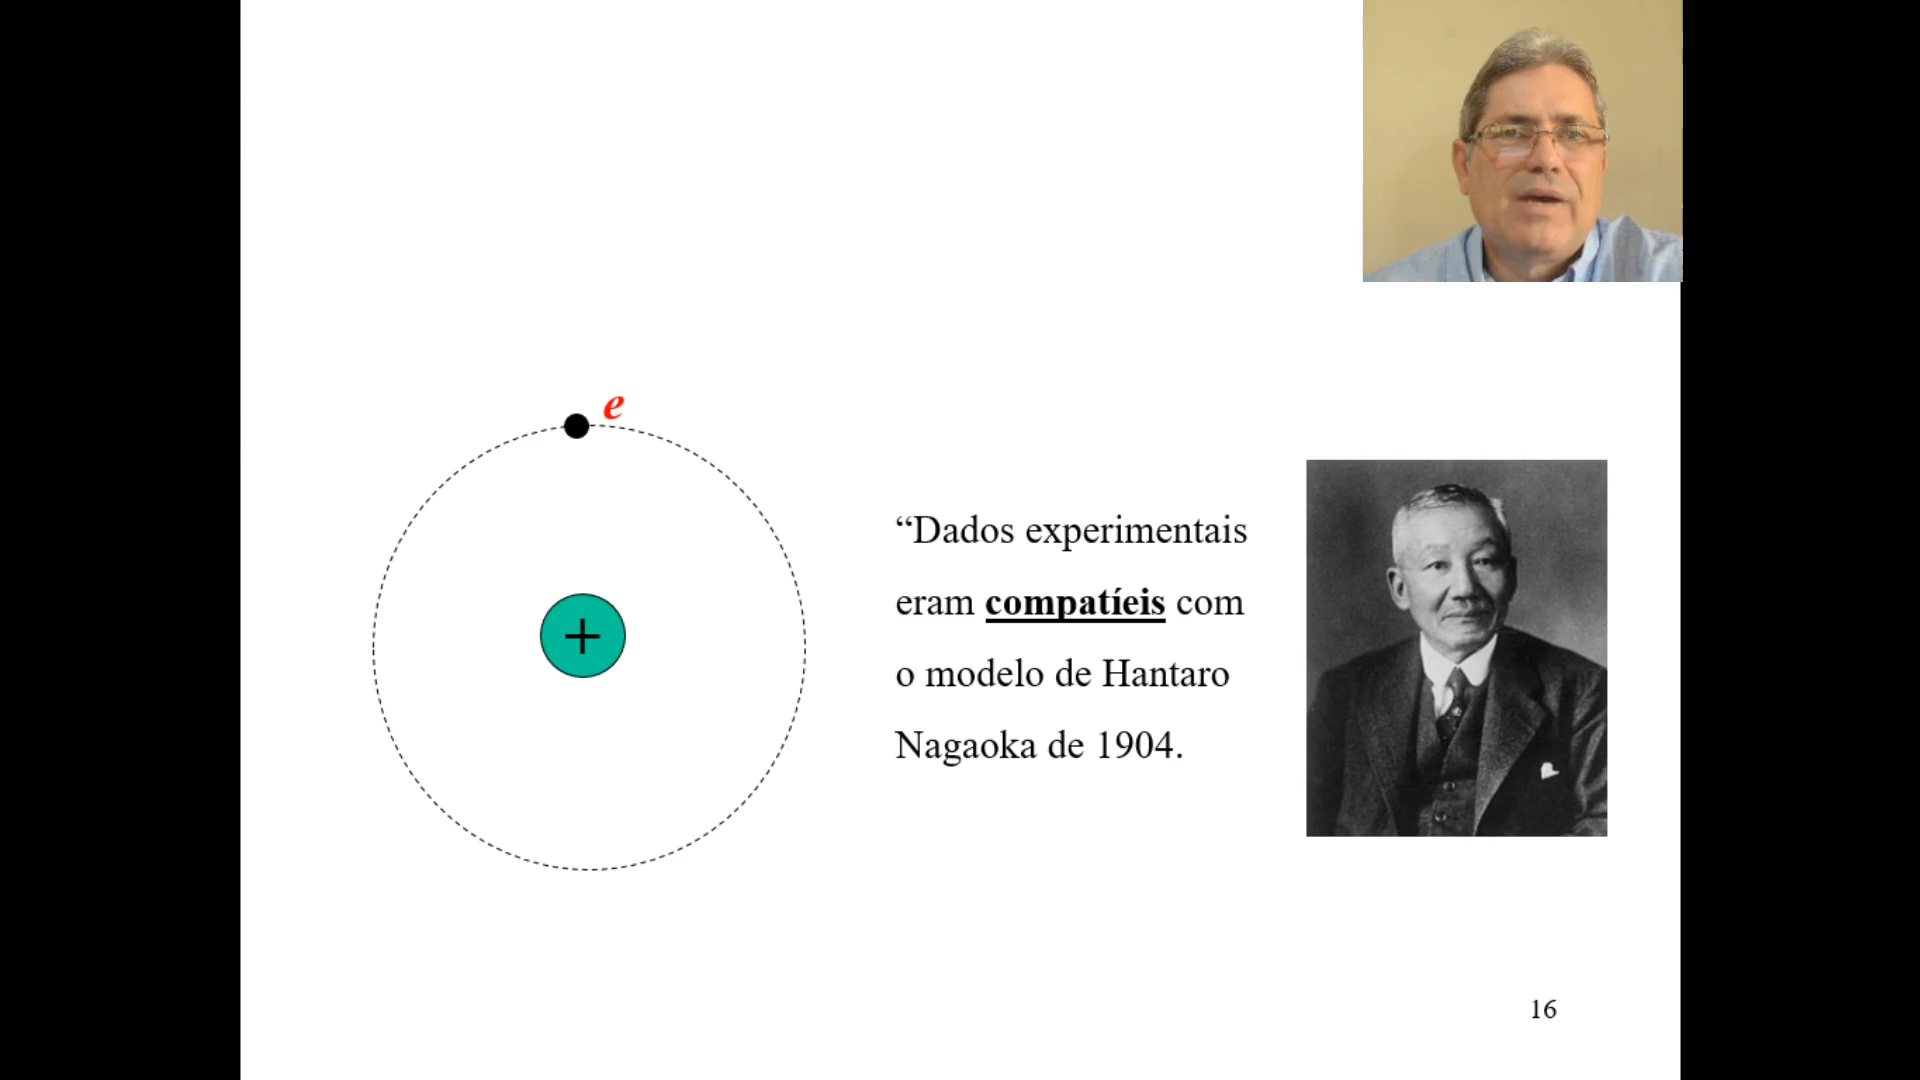 e
+
“Dados experimentais
eram compatíeis com
o modelo de Hantaro
Nagaoka de 1904.
16